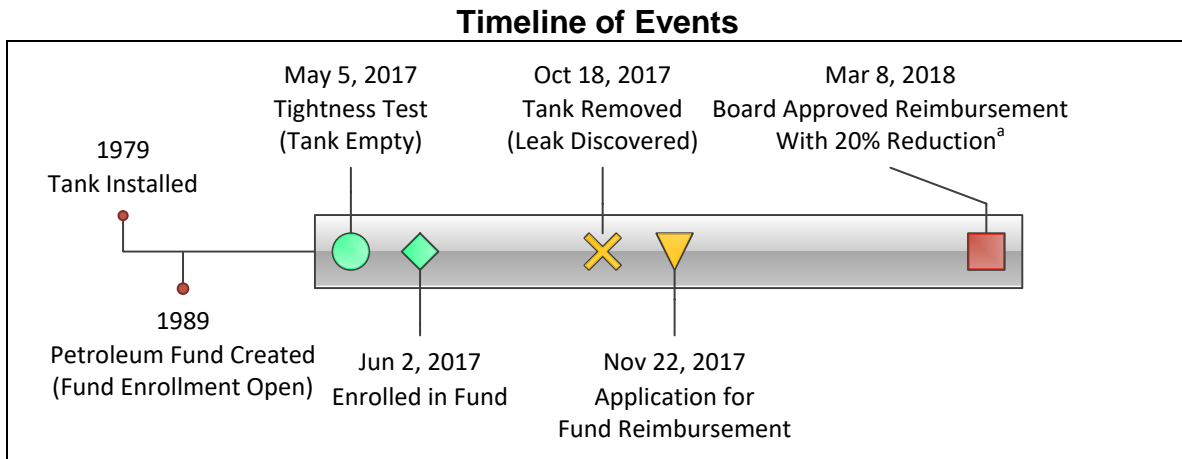 Timeline of Events
May 5, 2017
Tightness Test
(Tank Empty)
Oct 18, 2017
Tank Removed
(Leak Discovered)
Mar 8, 2018
Board Approved Reimbursement
With 20% Reductionᵃ
1979
Tank Installed
1989
Petroleum Fund Created
(Fund Enrollment Open)
Jun 2, 2017
Enrolled in Fund
Nov 22, 2017
Application for
Fund Reimbursement